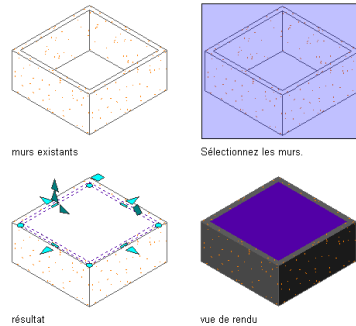 murs existants
Sélectionnez les murs.
résultat
vue de rendu